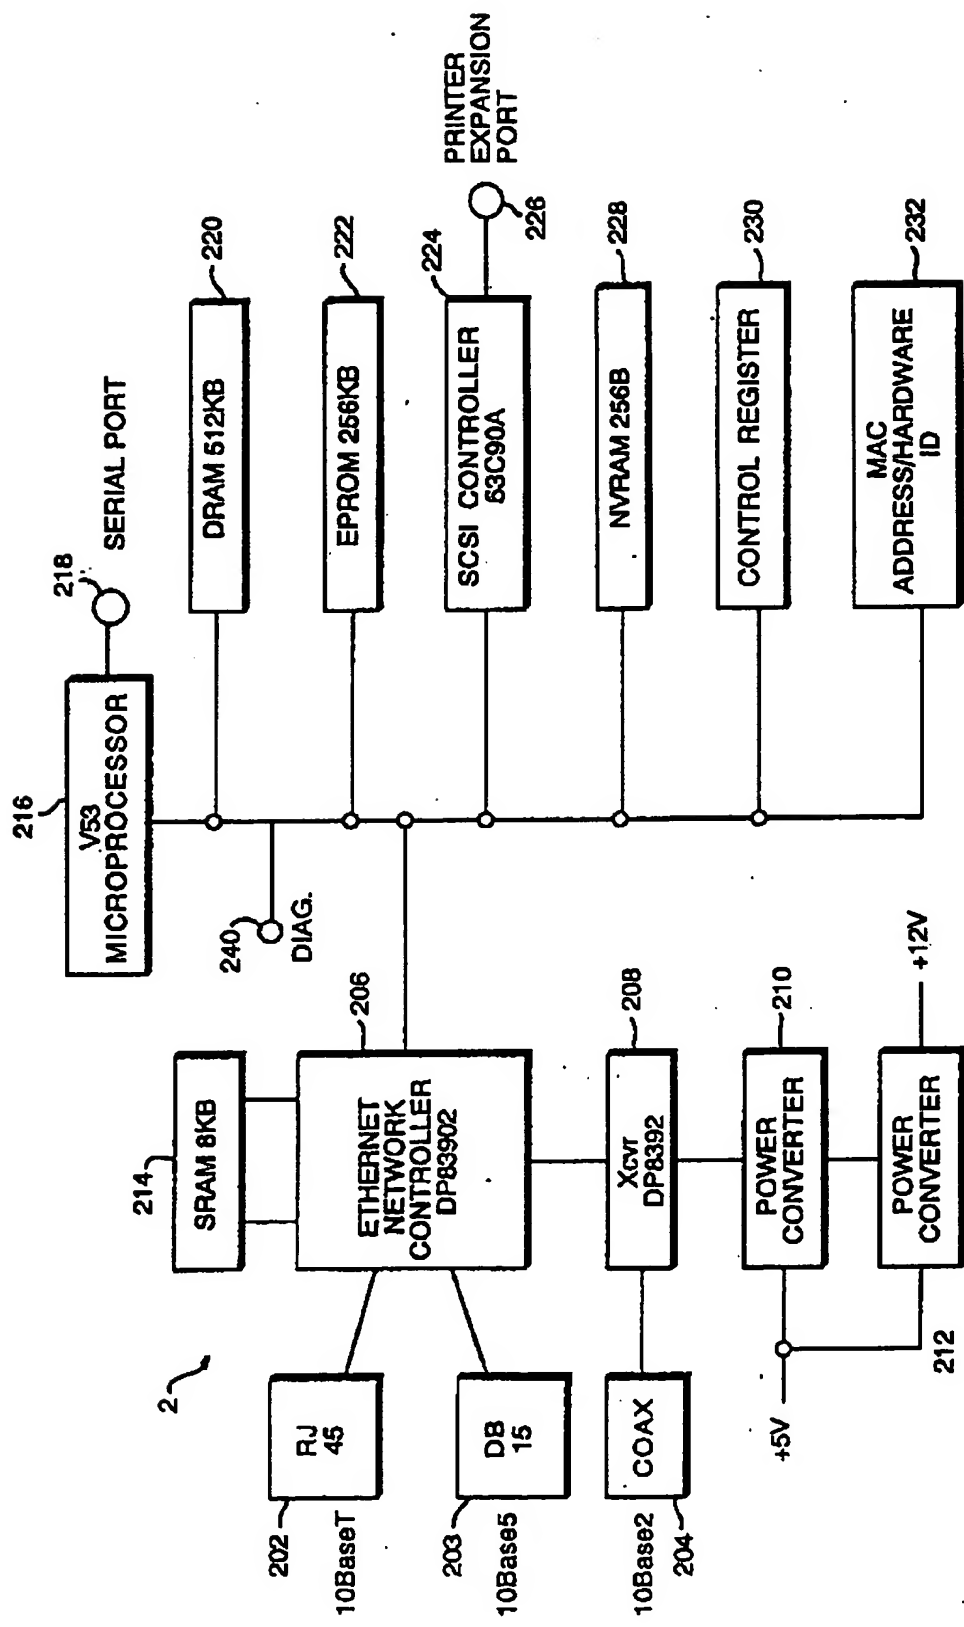 2
202
RJ
45
10BaseT
203
DB
15
10Base5
COAX
10Base2
204
214
SRAM 8KB
206
ETHERNET
NETWORK
CONTROLLER
DP83902
208
Xcvr
DP8392
210
POWER
CONVERTER
POWER
CONVERTER
+5V
212
+12V
240
DIAG.
216
V53
MICROPROCESSOR
218
SERIAL PORT
220
DRAM 512KB
222
EPROM 256KB
224
SCSI CONTROLLER
53C90A
PRINTER
EXPANSION
PORT
226
228
NVRAM 256B
230
CONTROL REGISTER
232
MAC
ADDRESS/HARDWARE
ID